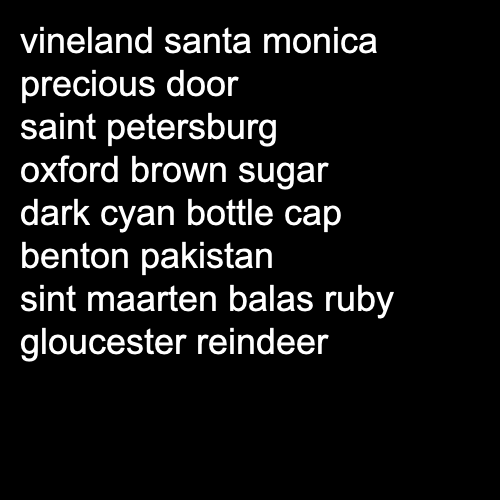 vineland santa monica
precious door
saint petersburg
oxford brown sugar
dark cyan bottle cap
benton pakistan
sint maarten balas ruby
gloucester reindeer